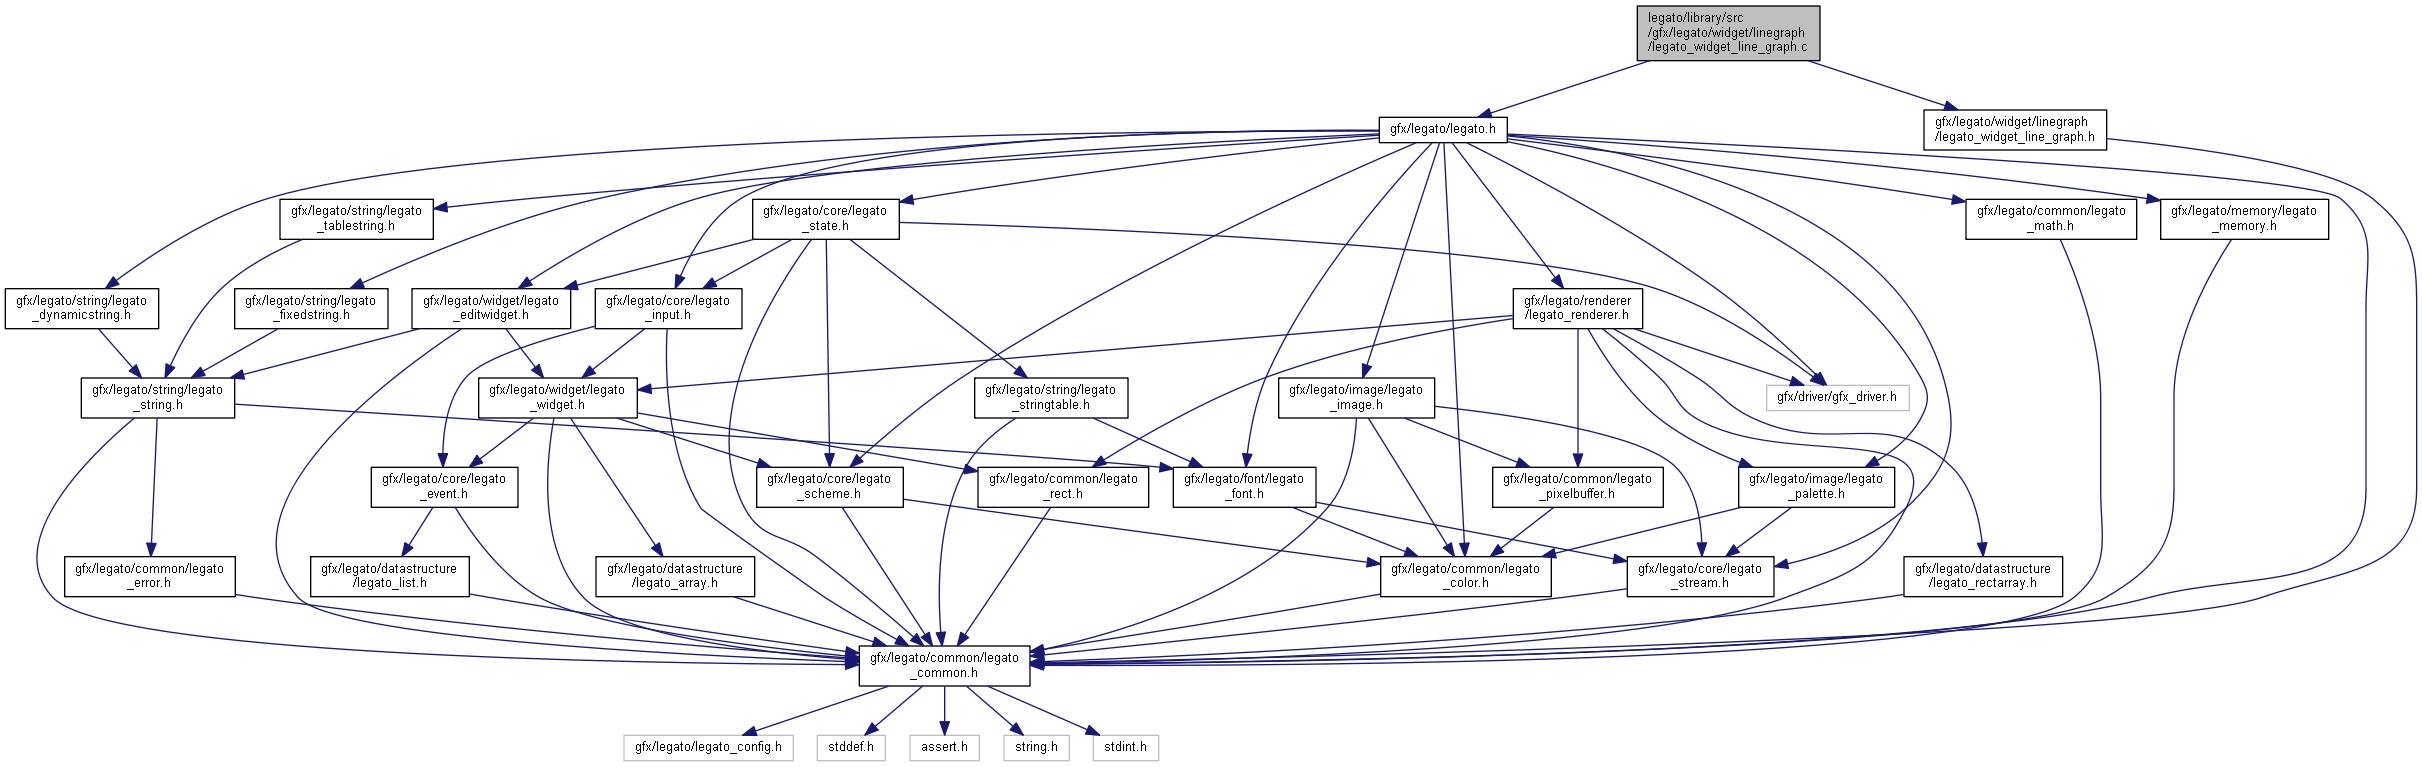 legato/library/src
/gfx/legato/widget/linegraph
/legato_widget_line_graph.c
gfx/legato/legato.h
gfx/legato/widget/linegraph
/legato_widget_line_graph.h
gfx/legato/string/legato
_tablestring.h
gfx/legato/core/legato
_state.h
gfx/legato/common/legato
_math.h
gfx/legato/memory/legato
_memory.h
gfx/legato/string/legato
_dynamicstring.h
gfx/legato/string/legato
_fixedstring.h
gfx/legato/widget/legato
_editwidget.h
gfx/legato/core/legato
_input.h
gfx/legato/renderer
/legato_renderer.h
gfx/legato/string/legato
_string.h
gfx/legato/widget/legato
_widget.h
gfx/legato/string/legato
_stringtable.h
gfx/legato/image/legato
_image.h
gfx/driver/gfx_driver.h
gfx/legato/core/legato
_event.h
gfx/legato/core/legato
_scheme.h
gfx/legato/common/legato
_rect.h
gfx/legato/font/legato
_font.h
gfx/legato/common/legato
_pixelbuffer.h
gfx/legato/image/legato
_palette.h
gfx/legato/common/legato
_error.h
gfx/legato/datastructure
/legato_list.h
gfx/legato/datastructure
/legato_array.h
gfx/legato/common/legato
_color.h
gfx/legato/core/legato
_stream.h
gfx/legato/datastructure
/legato_rectarray.h
gfx/legato/common/legato
_common.h
gfx/legato/legato_config.h
stddef.h
assert.h
string.h
stdint.h